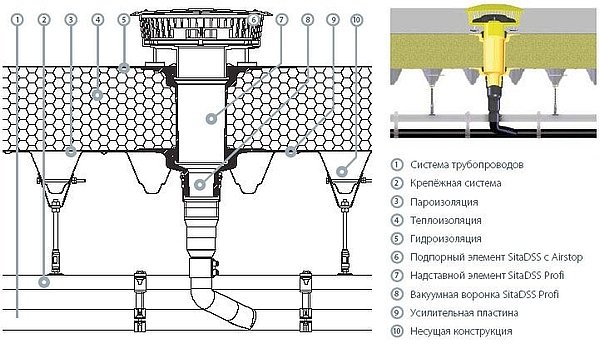 1 2 3 4 5 6 7 8 9 10
1 Система трубопроводов
2 Крепёжная система
3 Пароизоляция
4 Теплоизоляция
5 Гидроизоляция
6 Подпорный элемент SitaDSS с Airstop
7 Надставной элемент SitaDSS Profi
8 Вакуумная воронка SitaDSS Profi
9 Усилительная пластина
10 Несущая конструкция